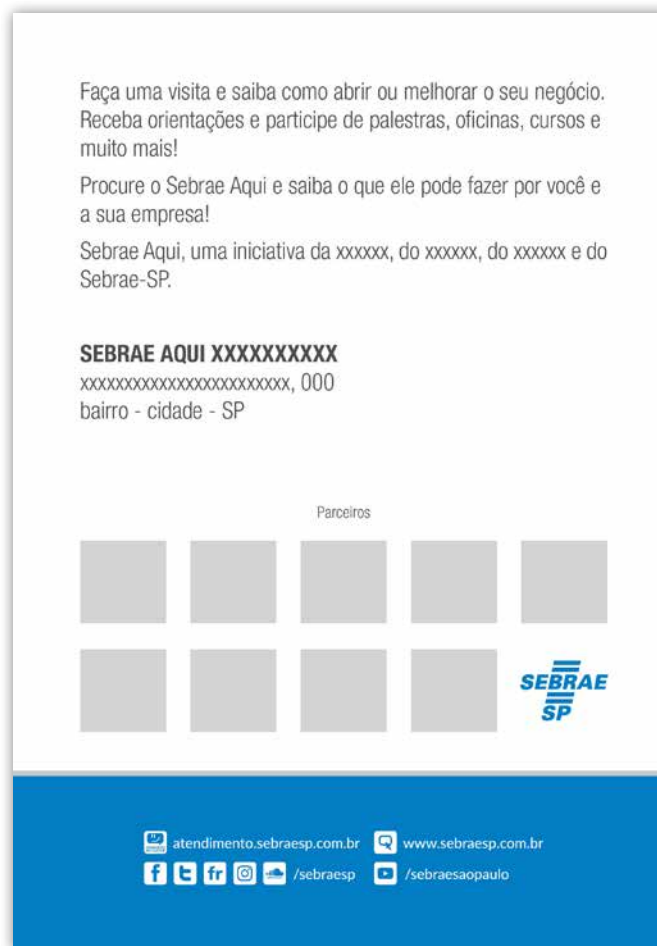 Faça uma visita e saiba como abrir ou melhorar o seu negócio.
Receba orientações e participe de palestras, oficinas, cursos e
muito mais!
Procure o Sebrae Aqui e saiba o que ele pode fazer por você e
a sua empresa!
Sebrae Aqui, uma iniciativa da xxxxxx, do xxxxxx, do xxxxxx e do
Sebrae-SP.
SEBRAE AQUI XXXXXXXXXX
xxxxxxxxxxxxxxxxxxxxxxxx, 000
bairro - cidade - SP
Parceiros
SEBRAE
SP
atendimento.sebraesp.com.br www.sebraesp.com.br
/sebraesp /sebraesaopaulo